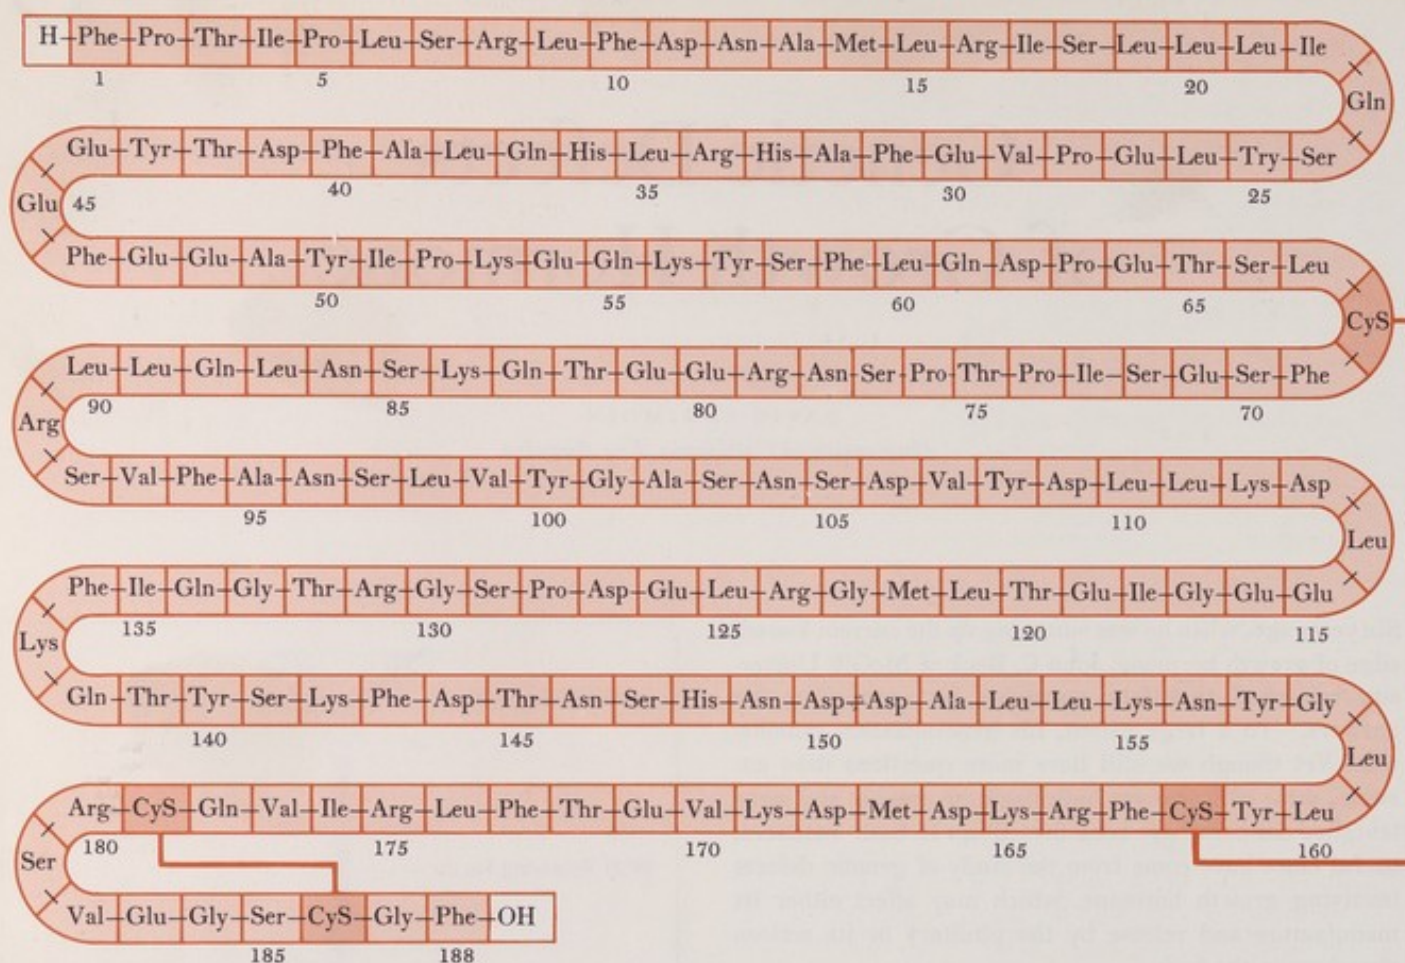 H–Phe–Pro–Thr–Ile–Pro–Leu–Ser–Arg–Leu–Phe–Asp–Asn–Ala–Met–Leu–Arg–Ile–Ser–Leu–Leu–Leu–Ile
1 5 10 15 20
Gln
Glu–Tyr–Thr–Asp–Phe–Ala–Leu–Gln–His–Leu–Arg–His–Ala–Phe–Glu–Val–Pro–Glu–Leu–Try–Ser
40 35 30 25
Glu 45
Phe–Glu–Glu–Ala–Tyr–Ile–Pro–Lys–Glu–Gln–Lys–Tyr–Ser–Phe–Leu–Gln–Asp–Pro–Glu–Thr–Ser–Leu
50 55 60 65
CyS
Leu–Leu–Gln–Leu–Asn–Ser–Lys–Gln–Thr–Glu–Glu–Arg–Asn–Ser–Pro–Thr–Pro–Ile–Ser–Glu–Ser–Phe
90 85 80 75 70
Arg
Ser–Val–Phe–Ala–Asn–Ser–Leu–Val–Tyr–Gly–Ala–Ser–Asn–Ser–Asp–Val–Tyr–Asp–Leu–Leu–Lys–Asp
95 100 105 110
Leu
Phe–Ile–Gln–Gly–Thr–Arg–Gly–Ser–Pro–Asp–Glu–Leu–Arg–Gly–Met–Leu–Thr–Glu–Ile–Gly–Glu–Glu
135 130 125 120 115
Lys
Gln–Thr–Tyr–Ser–Lys–Phe–Asp–Thr–Asn–Ser–His–Asn–Asp–Asp–Ala–Leu–Leu–Lys–Asn–Tyr–Gly
140 145 150 155
Leu
Arg–CyS–Gln–Val–Ile–Arg–Leu–Phe–Thr–Glu–Val–Lys–Asp–Met–Asp–Lys–Arg–Phe–CyS–Tyr–Leu
180 175 170 165 160
Ser
Val–Glu–Gly–Ser–CyS–Gly–Phe–OH
185 188